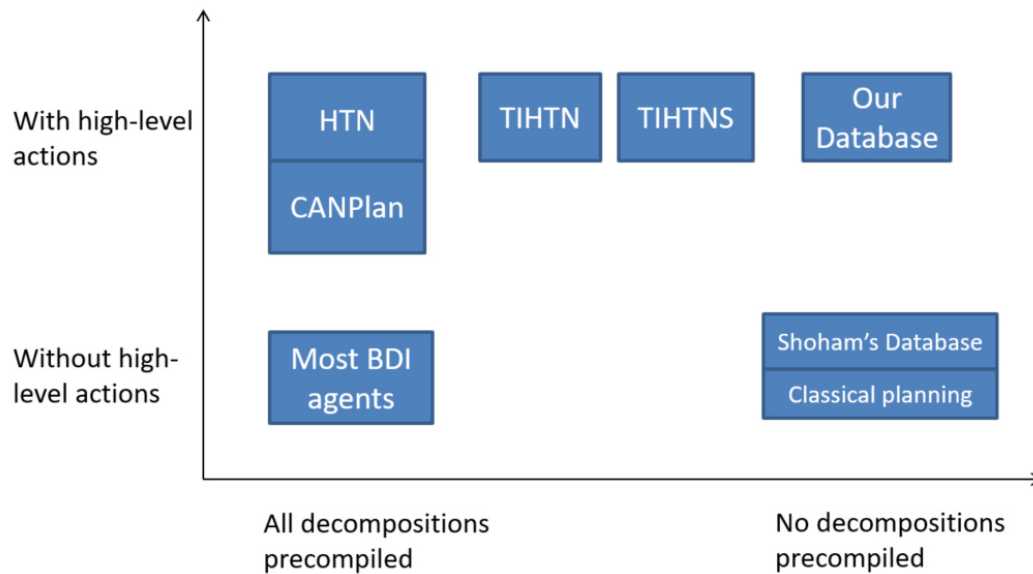 With high-level
actions
HTN
CANPlan
TIHTN
TIHTNS
Our
Database
Without high-
level actions
Most BDI
agents
Shoham's Database
Classical planning
All decompositions
precompiled
No decompositions
precompiled